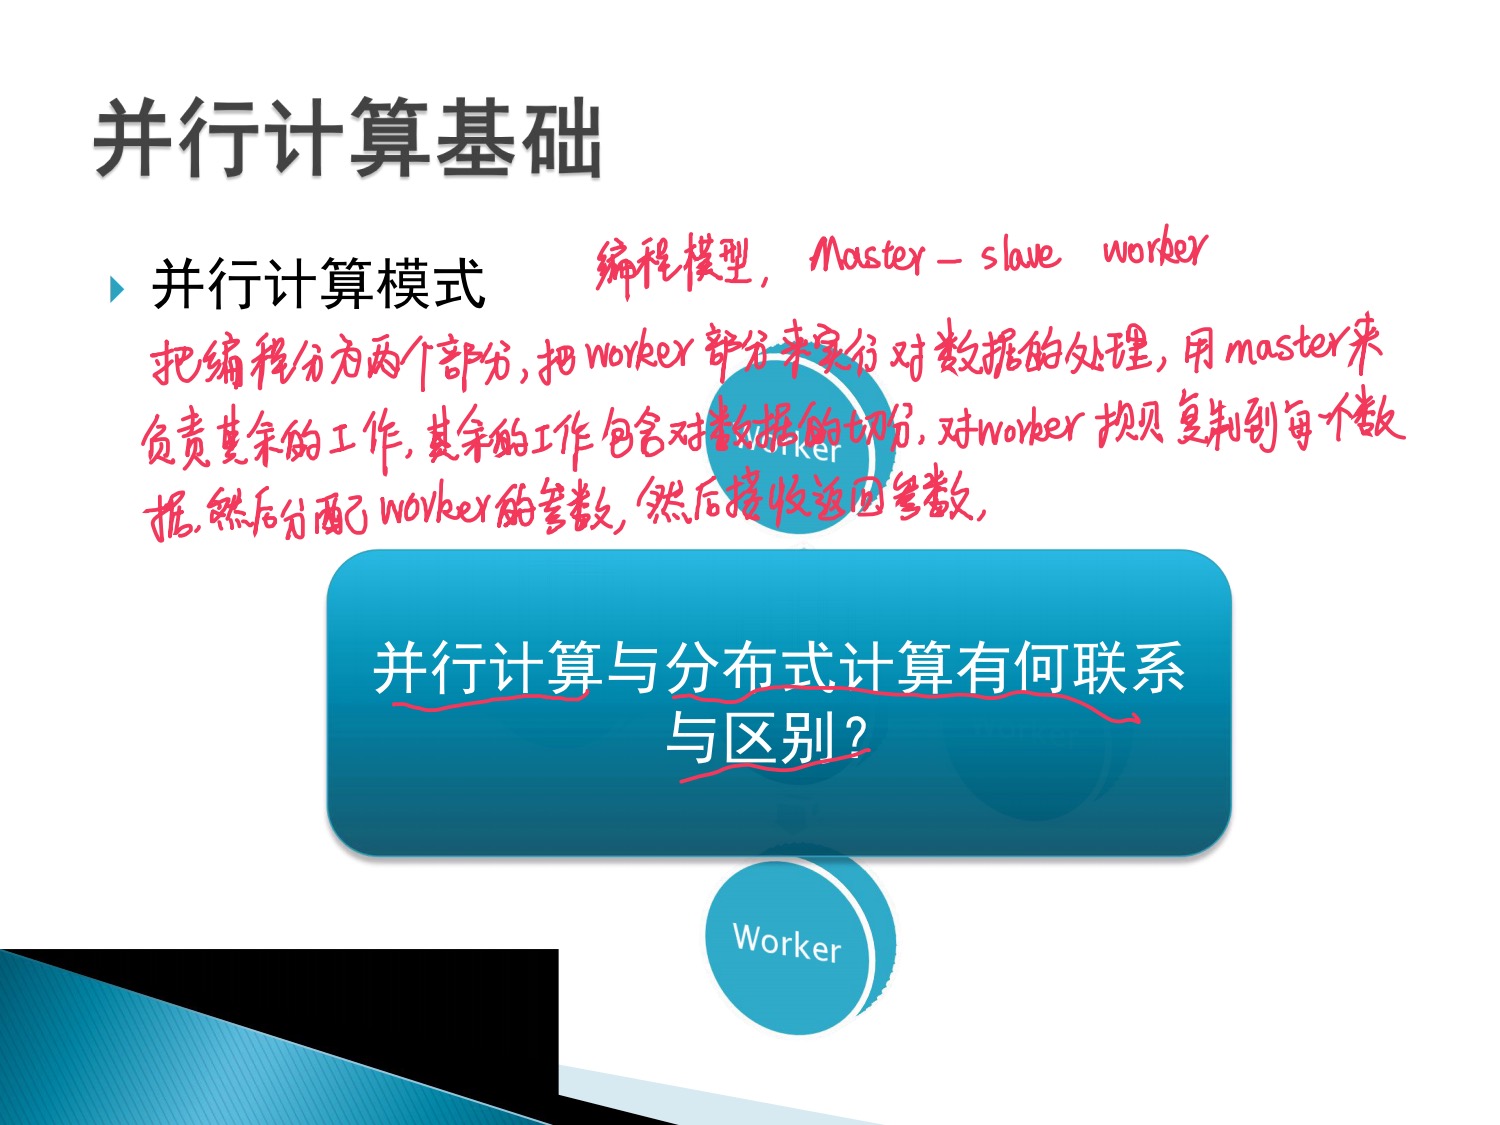 并行计算基础
并行计算模式
编程模型, Master-slave worker
把编程分为两个部分,把worker部分来实行对数据的处理,用master来
负责其余的工作,其余的工作包含对数据的切分,对worker 拟 复制到每个数
据,然后分配worker的参数,然后接收返回参数,
Worker
并行计算与分布式计算有何联系
与区别?
Worker
Worker